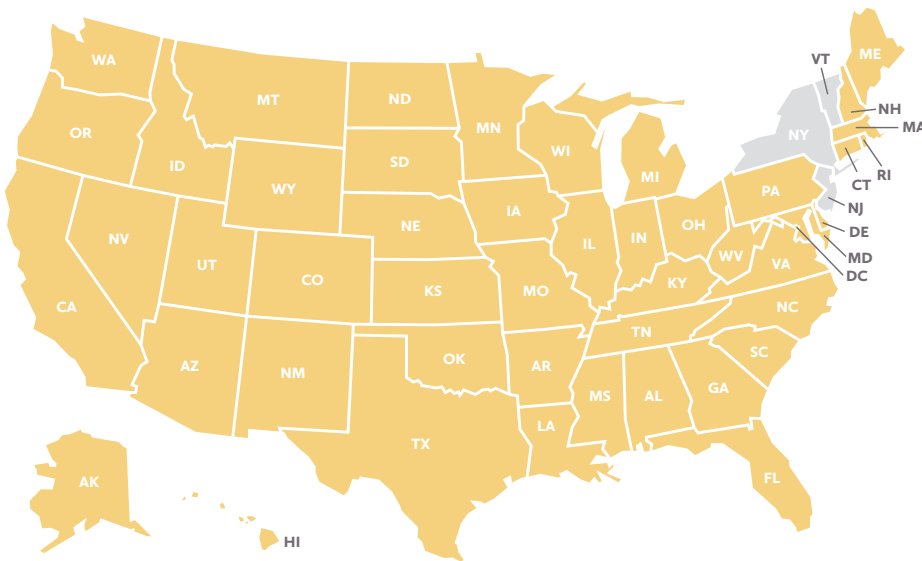 WA
ME
VT
MT
ND
NH
MN
OR
MA
NY
WI
SD
ID
MI
RI
WY
CT
PA
NJ
IA
NE
OH
DE
NV
IL
IN
WV
MD
UT
VA
DC
CO
KY
KS
MO
CA
NC
TN
SC
OK
AZ
AR
NM
GA
MS
AL
LA
TX
FL
AK
HI